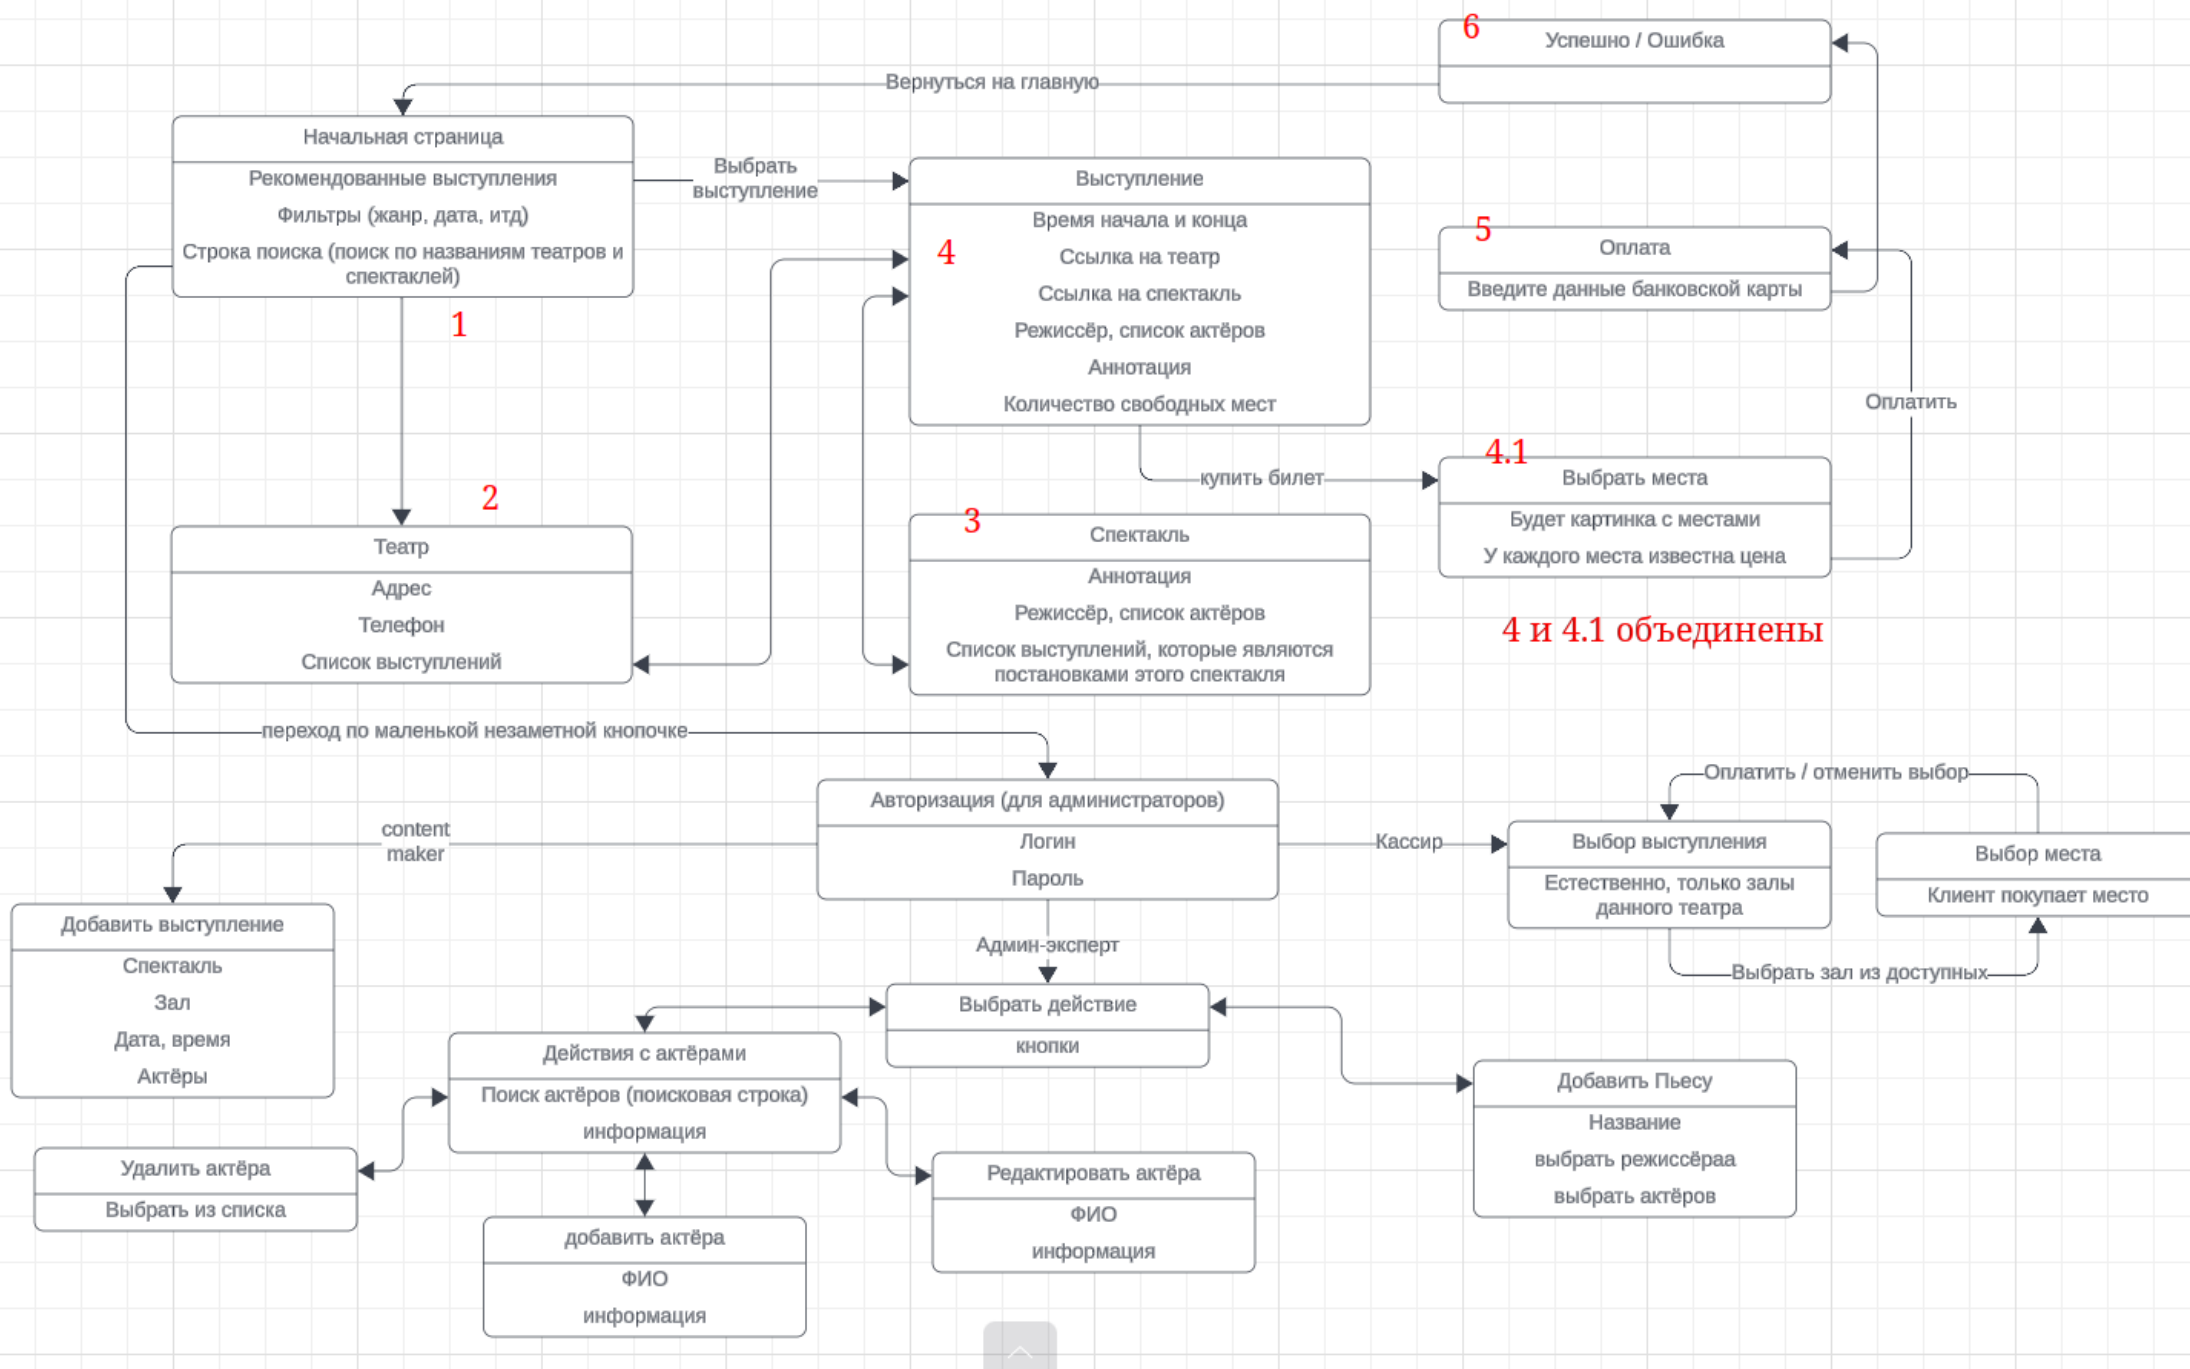 6
Успешно / Ошибка
Вернуться на главную
Начальная страница
Рекомендованные выступления
Фильтры (жанр, дата, итд)
Строка поиска (поиск по названиям театров и
спектаклей)
1
Выбрать
выступление
Выступление
Время начала и конца
4
Ссылка на театр
Ссылка на спектакль
Режиссёр, список актёров
Аннотация
Количество свободных мест
5
Оплата
Введите данные банковской карты
Оплатить
купить билет
4.1
Выбрать места
Будет картинка с местами
У каждого места известна цена
4 и 4.1 объединены
2
Театр
Адрес
Телефон
Список выступлений
3
Спектакль
Аннотация
Режиссёр, список актёров
Список выступлений, которые являются
постановками этого спектакля
переход по маленькой незаметной кнопочке
Авторизация (для администраторов)
Логин
Пароль
content
maker
Кассир
Админ-эксперт
Оплатить / отменить выбор
Выбор выступления
Естественно, только залы
данного театра
Выбор места
Клиент покупает место
Выбрать зал из доступных
Добавить выступление
Спектакль
Зал
Дата, время
Актёры
Выбрать действие
кнопки
Действия с актёрами
Поиск актёров (поисковая строка)
информация
Удалить актёра
Выбрать из списка
добавить актёра
ФИО
информация
Редактировать актёра
ФИО
информация
Добавить Пьесу
Название
выбрать режиссёраа
выбрать актёров